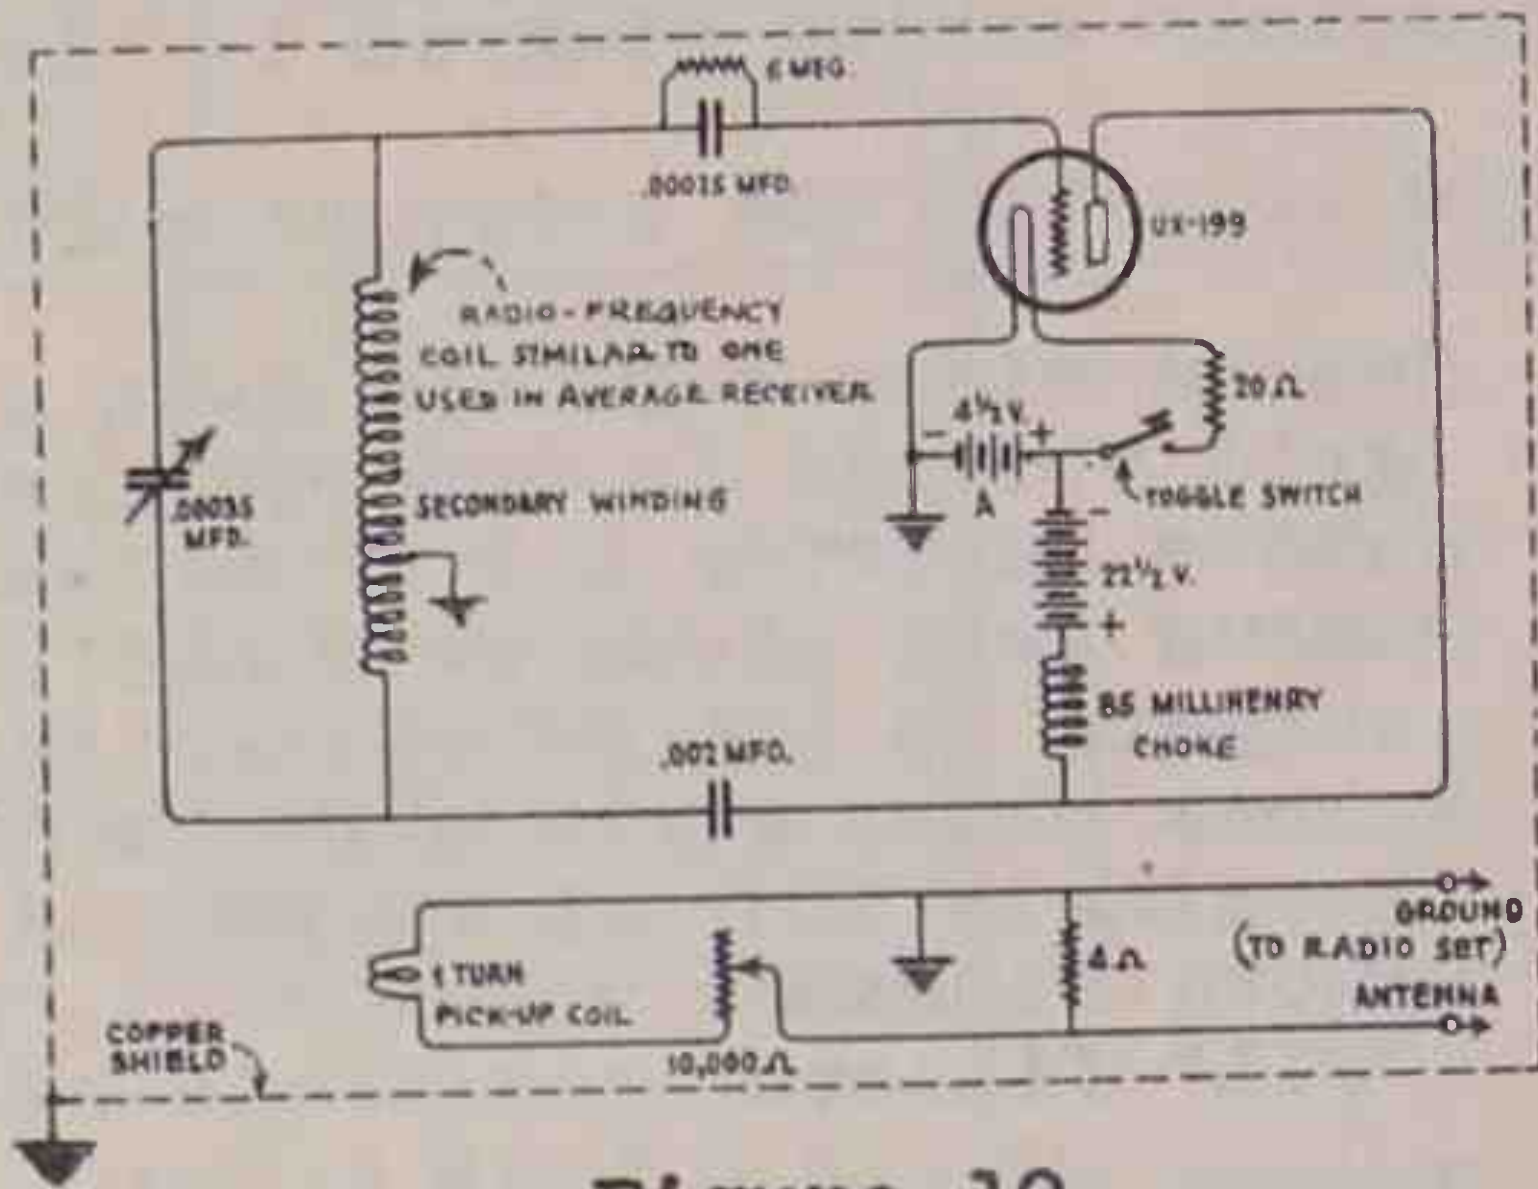 MEG.
MFD.
UX-199
RADIO-FREQUENCY
COIL SIMILAR TO ONE
USED IN AVERAGE RECEIVER
20 Ω
4½ V.
- +
A
TOGGLE SWITCH
.00035
MFD.
SECONDARY WINDING
-
22½ V.
+
85 MILLIHENRY
CHOKE
.002 MFD.
GROUND
(TO RADIO SET)
1 TURN
PICK-UP COIL
4 Ω
ANTENNA
COPPER
SHIELD
10,000 Ω